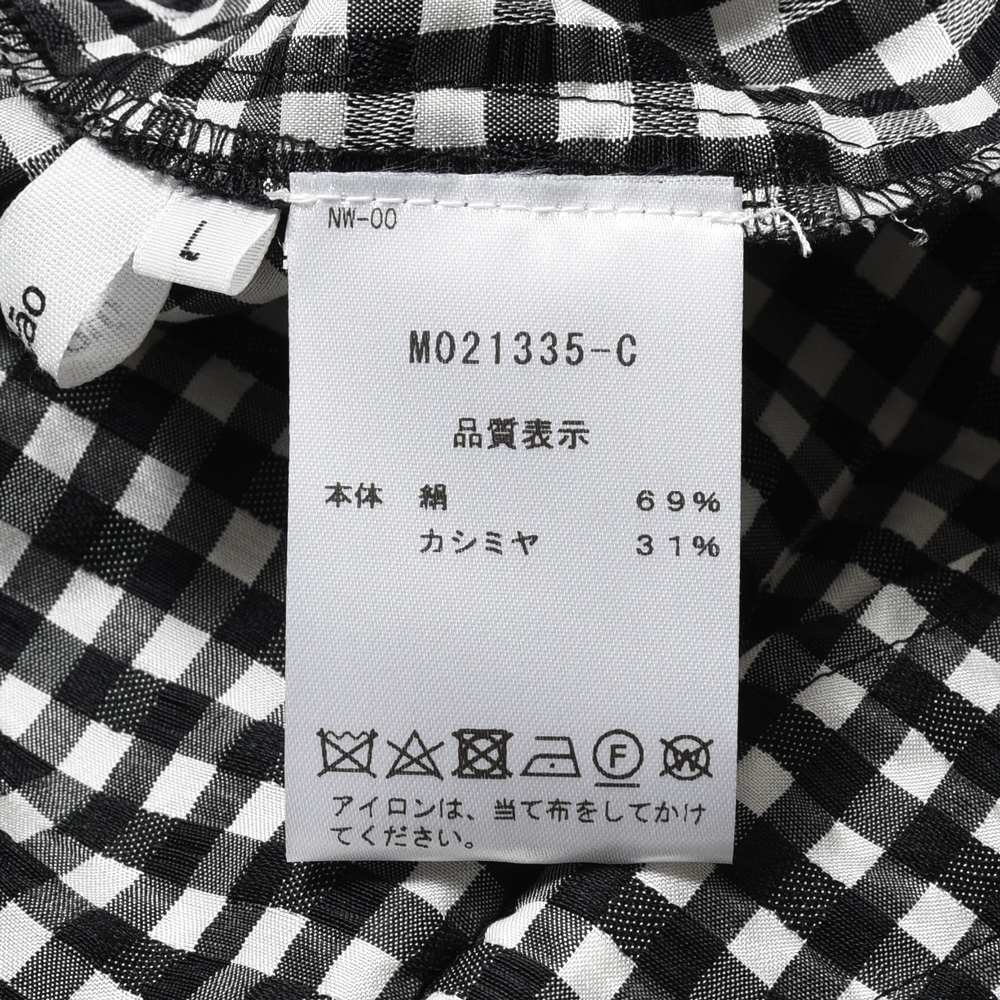 NW-00
L
āo
M021335-C
品質表示
本体 絹 69%
カシミヤ 31%
F
W
アイロンは、当て布をしてかけ
てください。